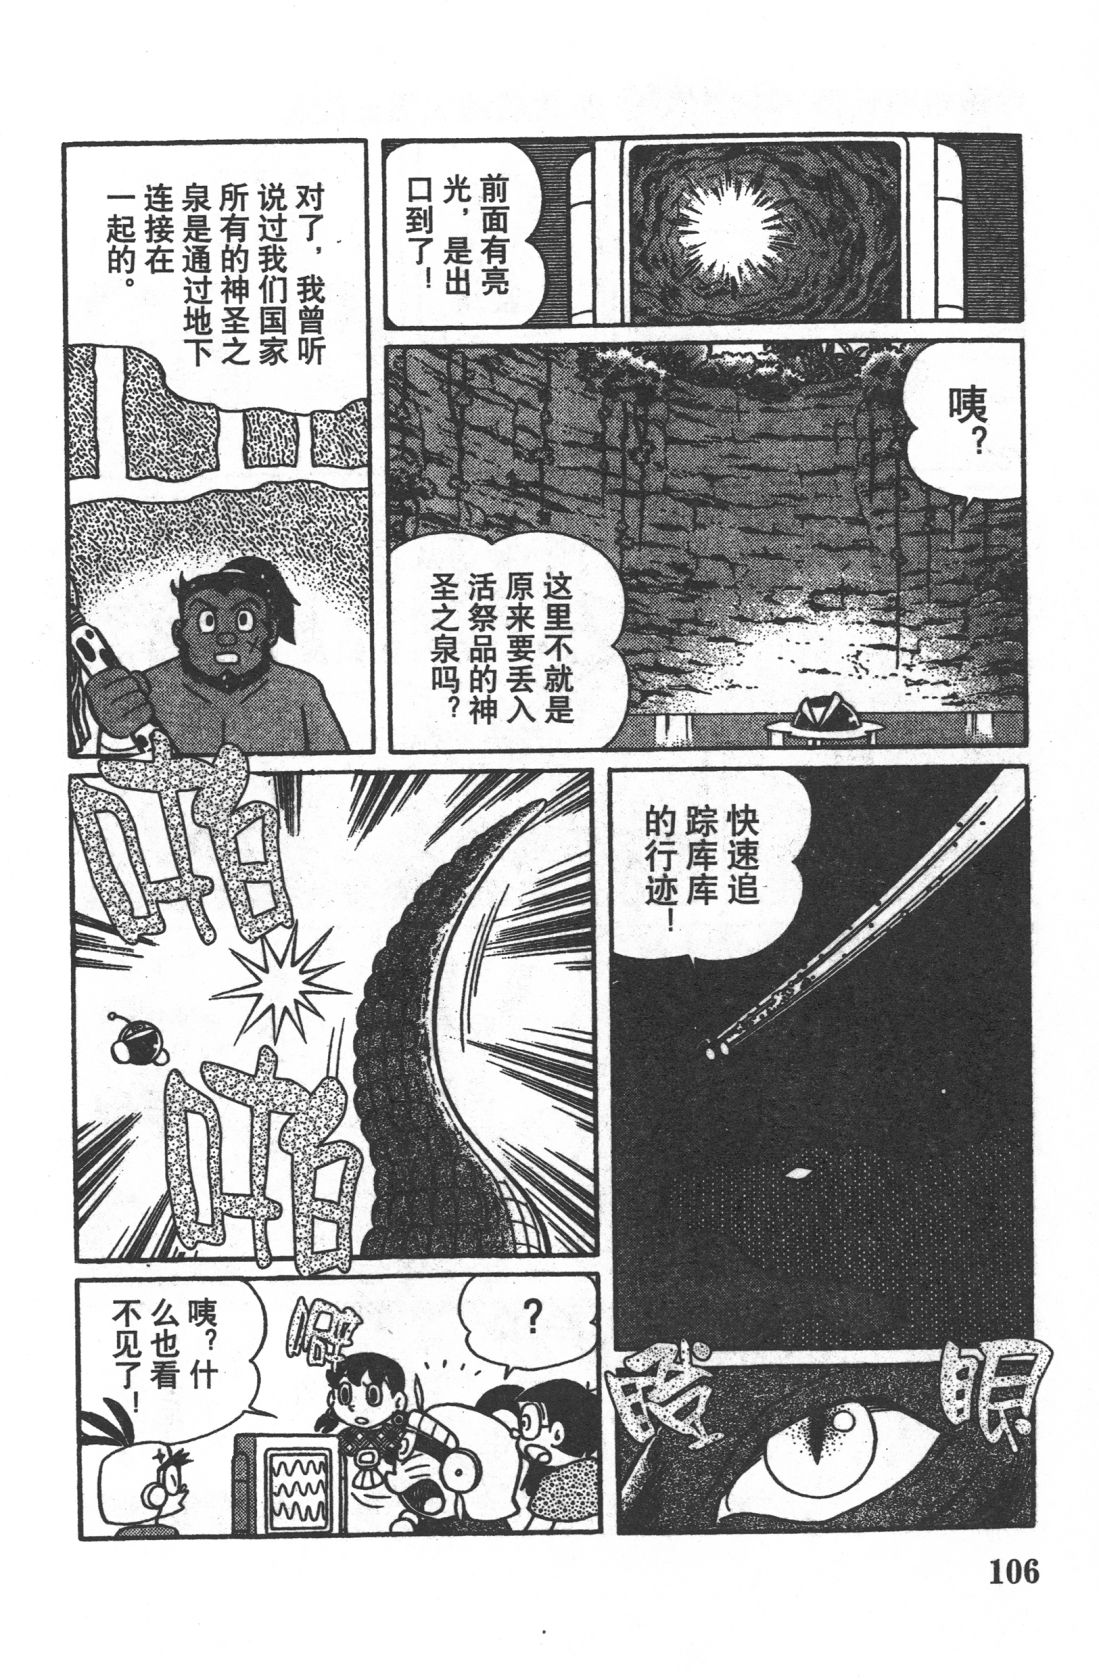 前面有亮
光，是出
口到了！
咦？
这里不就是
原来要丢入
活祭品的神
圣之泉吗？
对了，我曾听
说过我们国家
所有的神圣之
泉是通过地下
连接在
一起的。
快速追
踪库库
的行迹！
眼
啪
啪
？
咦？什
么也看
不见了！
106